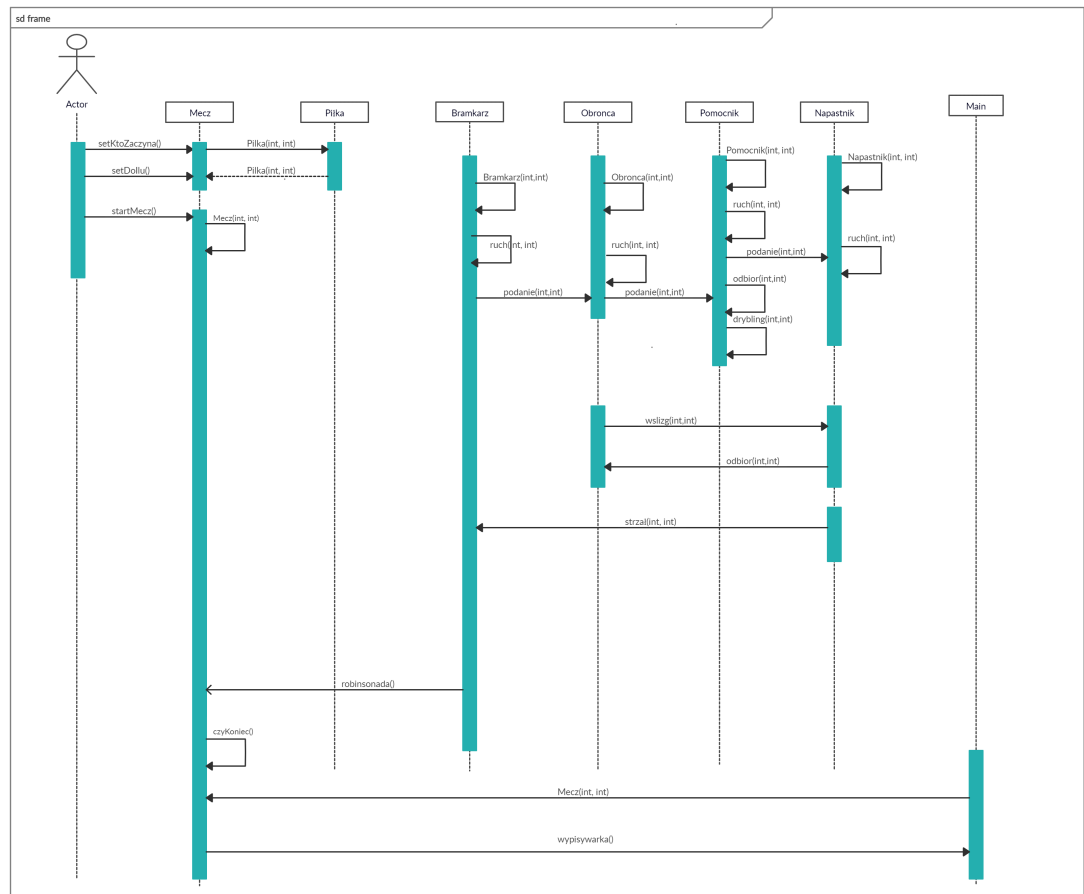 sd frame
Actor
Mecz
Piłka
Bramkarz
Obronca
Pomocnik
Napastnik
Main
setKtoZaczyna()
Pilka(int, int)
setDollu()
Pilka(int, int)
startMecz()
Mecz(int, int)
Bramkarz(int,int)
Obronca(int,int)
Pomocnik(int, int)
Napastnik(int, int)
ruch(int, int)
ruch(int, int)
ruch(int, int)
ruch(int, int)
podanie(int,int)
podanie(int,int)
podanie(int,int)
odbior(int,int)
drybling(int,int)
wslizg(int,int)
odbior(int,int)
strzal(int, int)
robinsonada()
czyKoniec()
Mecz(int, int)
wypisywarka()